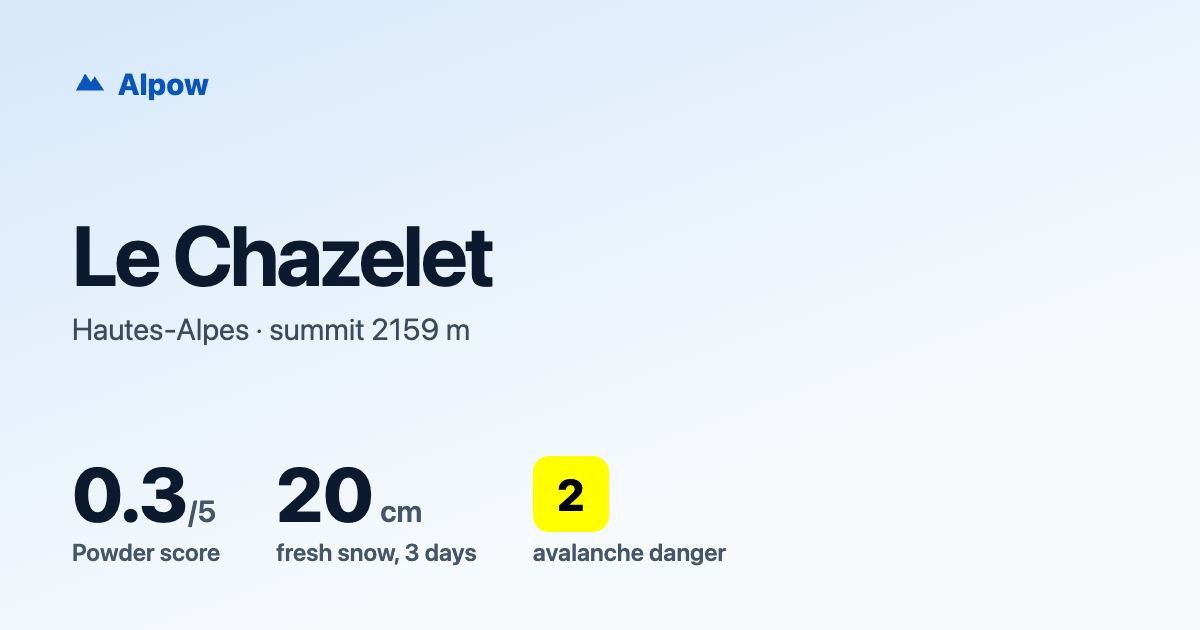 Alpow
Le Chazelet
Hautes-Alpes · summit 2159 m
0.3/5
Powder score
20 cm
fresh snow, 3 days
2
avalanche danger